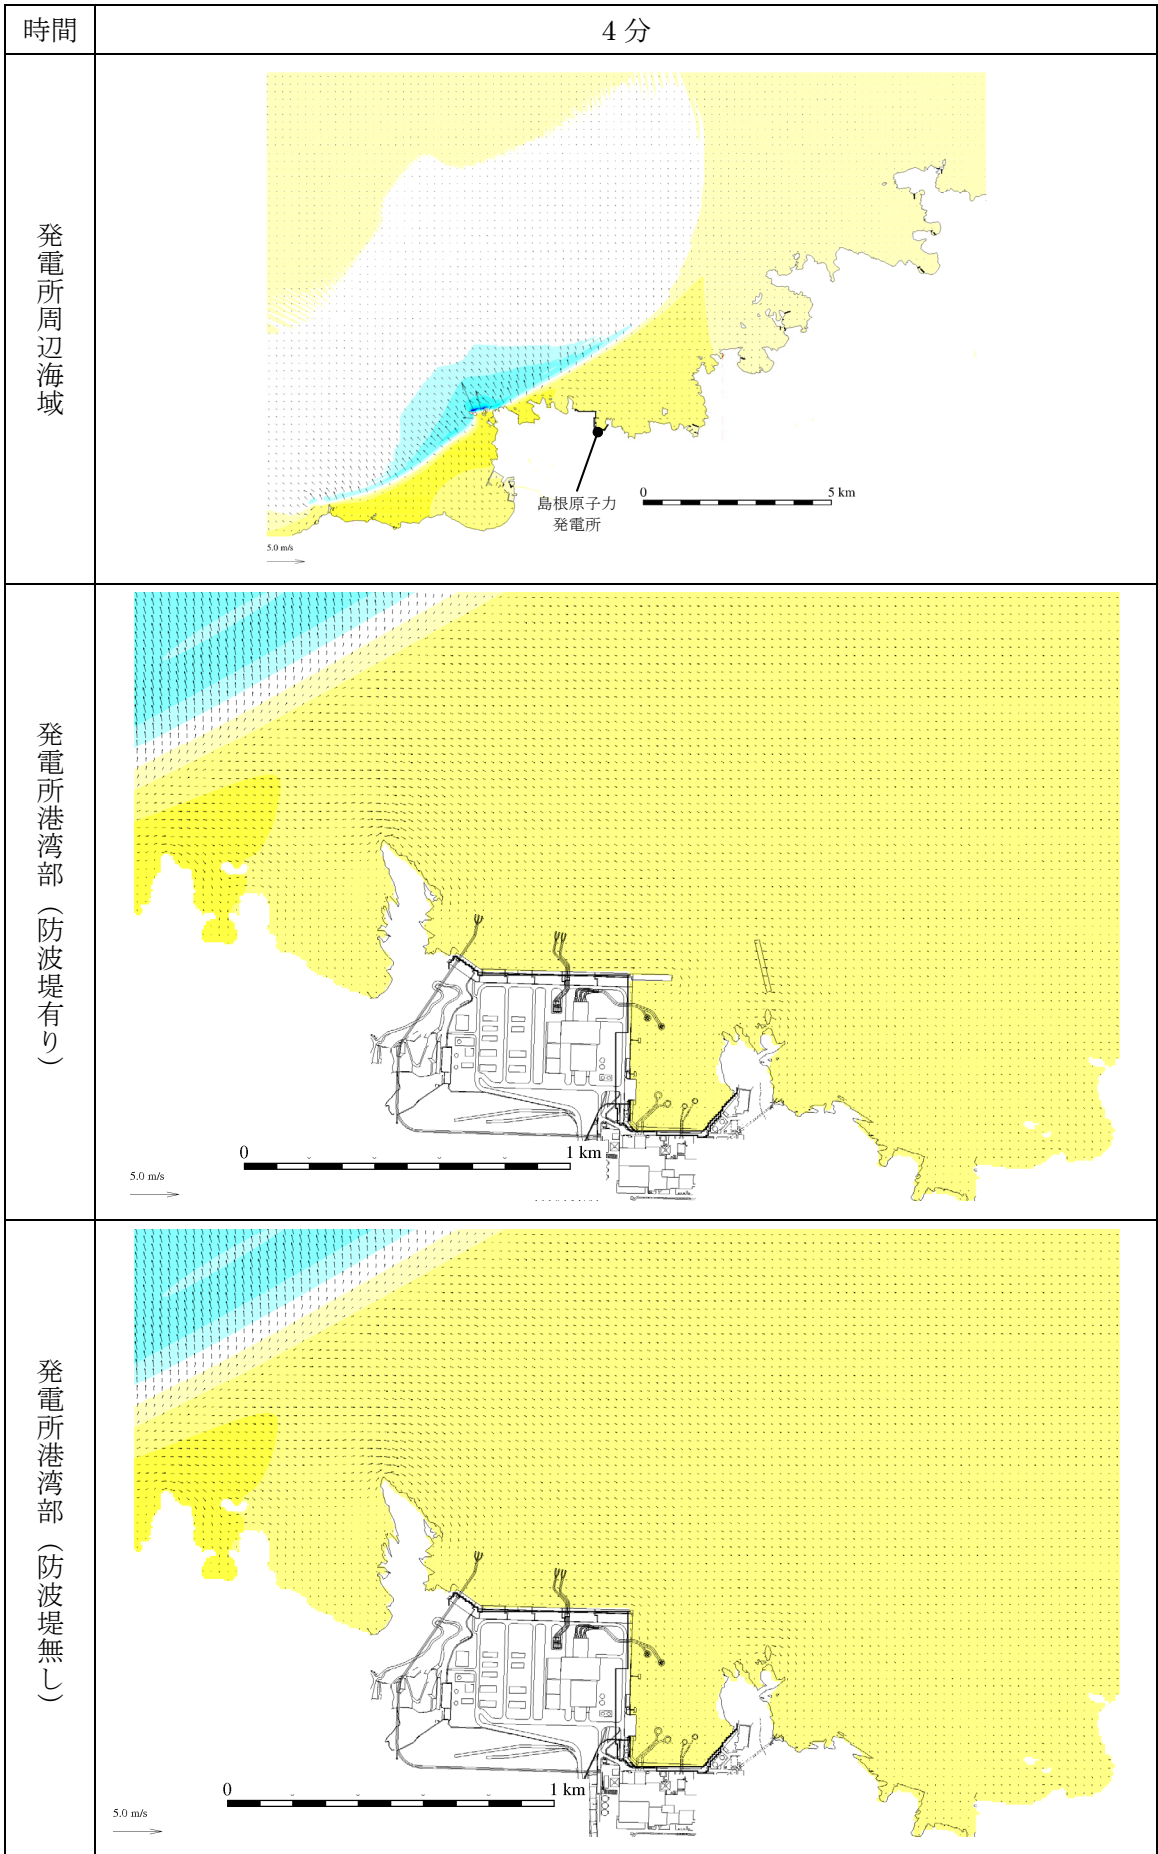 時間
4 分
発電所周辺海域
島根原子力
発電所
0
5 km
5.0 m/s
発電所港湾部（防波堤有り）
0
1 km
5.0 m/s
発電所港湾部（防波堤無し）
0
1 km
5.0 m/s